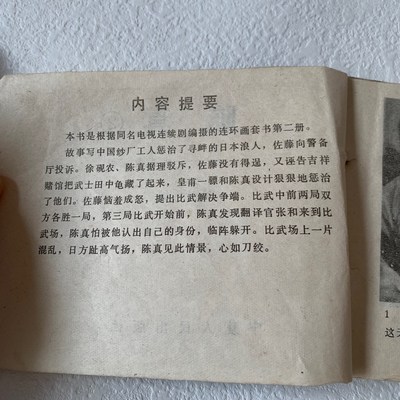 内容提要
本书是根据同名电视连续剧编摄的连环画套书第二册。
故事写中国纱厂工人惩治了寻衅的日本浪人，佐藤向警备
厅投诉。徐砚农、陈真据理驳斥，佐藤没有得逞，又诬告吉祥
赌馆把武士田中龟藏了起来，皇甫一骠和陈真设计狠狠地惩治
了他们。佐藤恼羞成怒，提出比武解决争端。比武中前两局双
方各胜一局，第三局比武开始前，陈真发现翻译官张和来到比
武场，陈真怕被他认出自己的身份，临阵躲开。比武场上一片
混乱，日方趾高气扬，陈真见此情景，心如刀绞。
1
这天